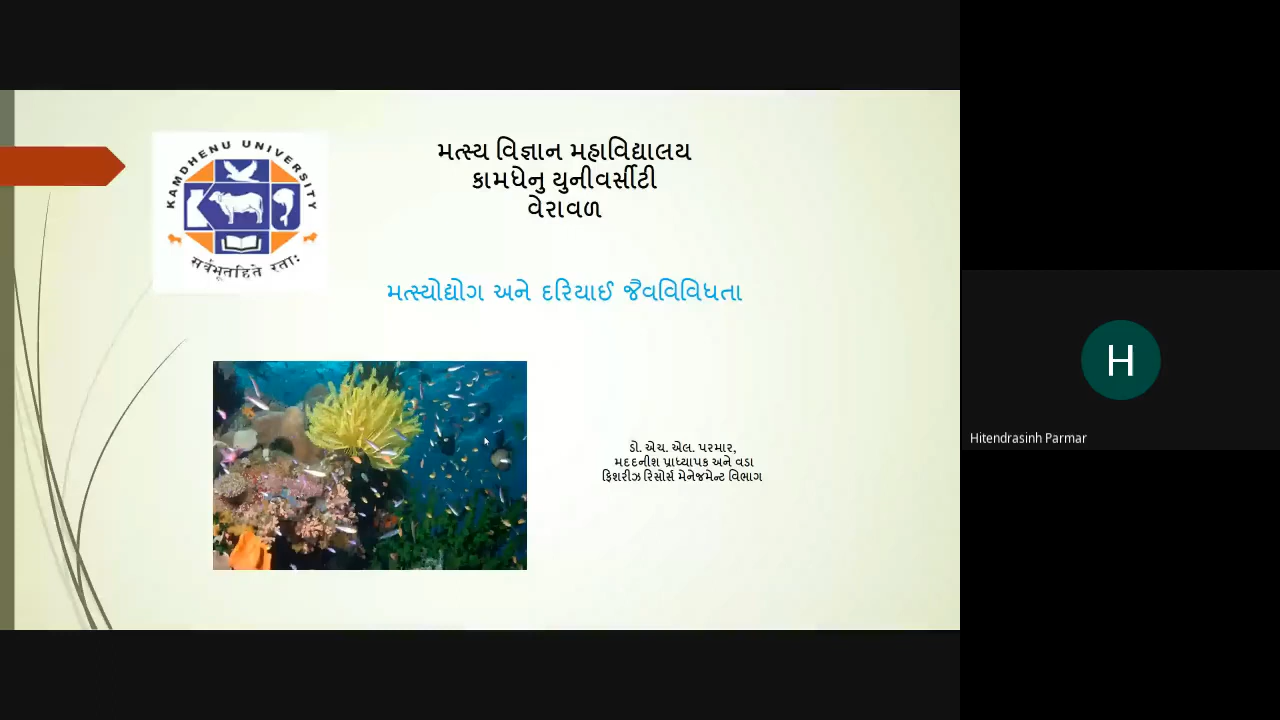 KAMDHENU UNIVERSITY
सर्वभूतहिते रताः
મત્સ્ય વિજ્ઞાન મહાવિદ્યાલય
કામધેનુ યુનીવર્સીટી
વેરાવળ
મત્સ્યોદ્યોગ અને દરિયાઈ જૈવવિવિધતા
ડો. એચ. એલ. પરમાર,
મદદનીશ પ્રાધ્યાપક અને વડા
ફિશરીઝ રિસોર્સ મેનેજમેન્ટ વિભાગ
H
Hitendrasinh Parmar